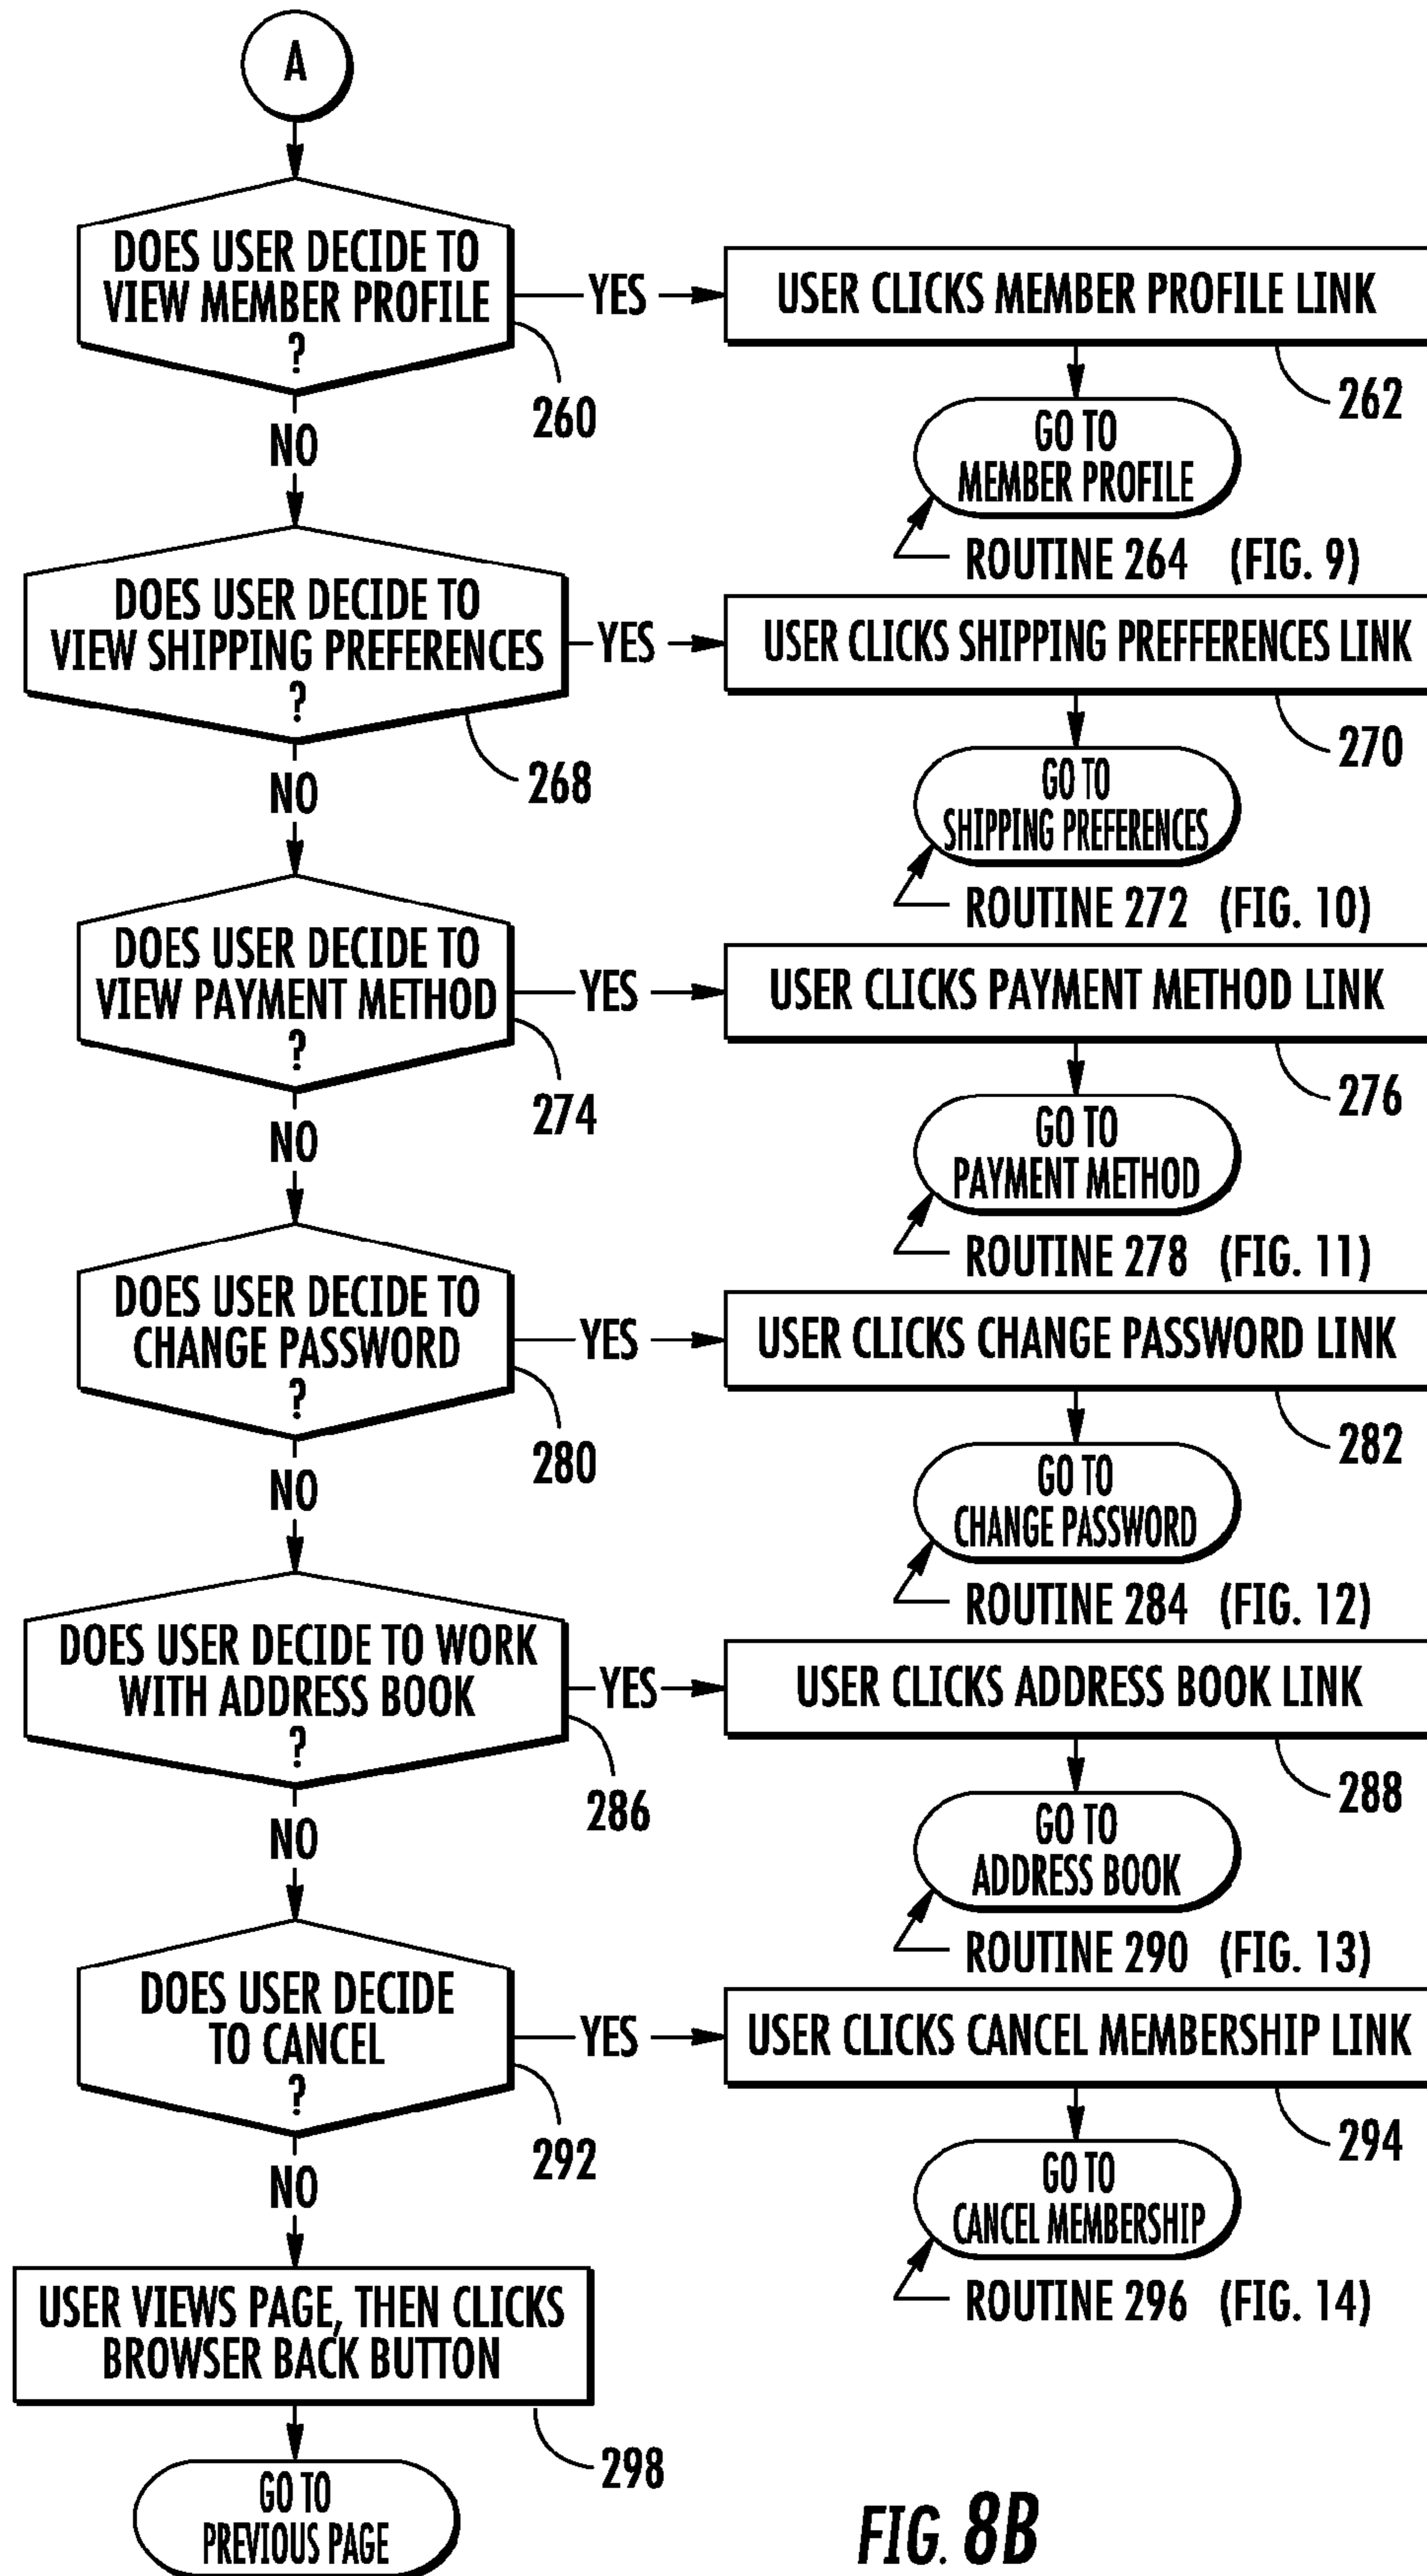 A
DOES USER DECIDE TO
VIEW MEMBER PROFILE
?
260
YES
USER CLICKS MEMBER PROFILE LINK
262
GO TO
MEMBER PROFILE
ROUTINE 264 (FIG. 9)
NO
DOES USER DECIDE TO
VIEW SHIPPING PREFERENCES
?
268
YES
USER CLICKS SHIPPING PREFFERENCES LINK
270
GO TO
SHIPPING PREFERENCES
ROUTINE 272 (FIG. 10)
NO
DOES USER DECIDE TO
VIEW PAYMENT METHOD
?
274
YES
USER CLICKS PAYMENT METHOD LINK
276
GO TO
PAYMENT METHOD
ROUTINE 278 (FIG. 11)
NO
DOES USER DECIDE TO
CHANGE PASSWORD
?
280
YES
USER CLICKS CHANGE PASSWORD LINK
282
GO TO
CHANGE PASSWORD
ROUTINE 284 (FIG. 12)
NO
DOES USER DECIDE TO WORK
WITH ADDRESS BOOK
?
286
YES
USER CLICKS ADDRESS BOOK LINK
288
GO TO
ADDRESS BOOK
ROUTINE 290 (FIG. 13)
NO
DOES USER DECIDE
TO CANCEL
?
292
YES
USER CLICKS CANCEL MEMBERSHIP LINK
294
GO TO
CANCEL MEMBERSHIP
ROUTINE 296 (FIG. 14)
NO
USER VIEWS PAGE, THEN CLICKS
BROWSER BACK BUTTON
298
GO TO
PREVIOUS PAGE
FIG. 8B